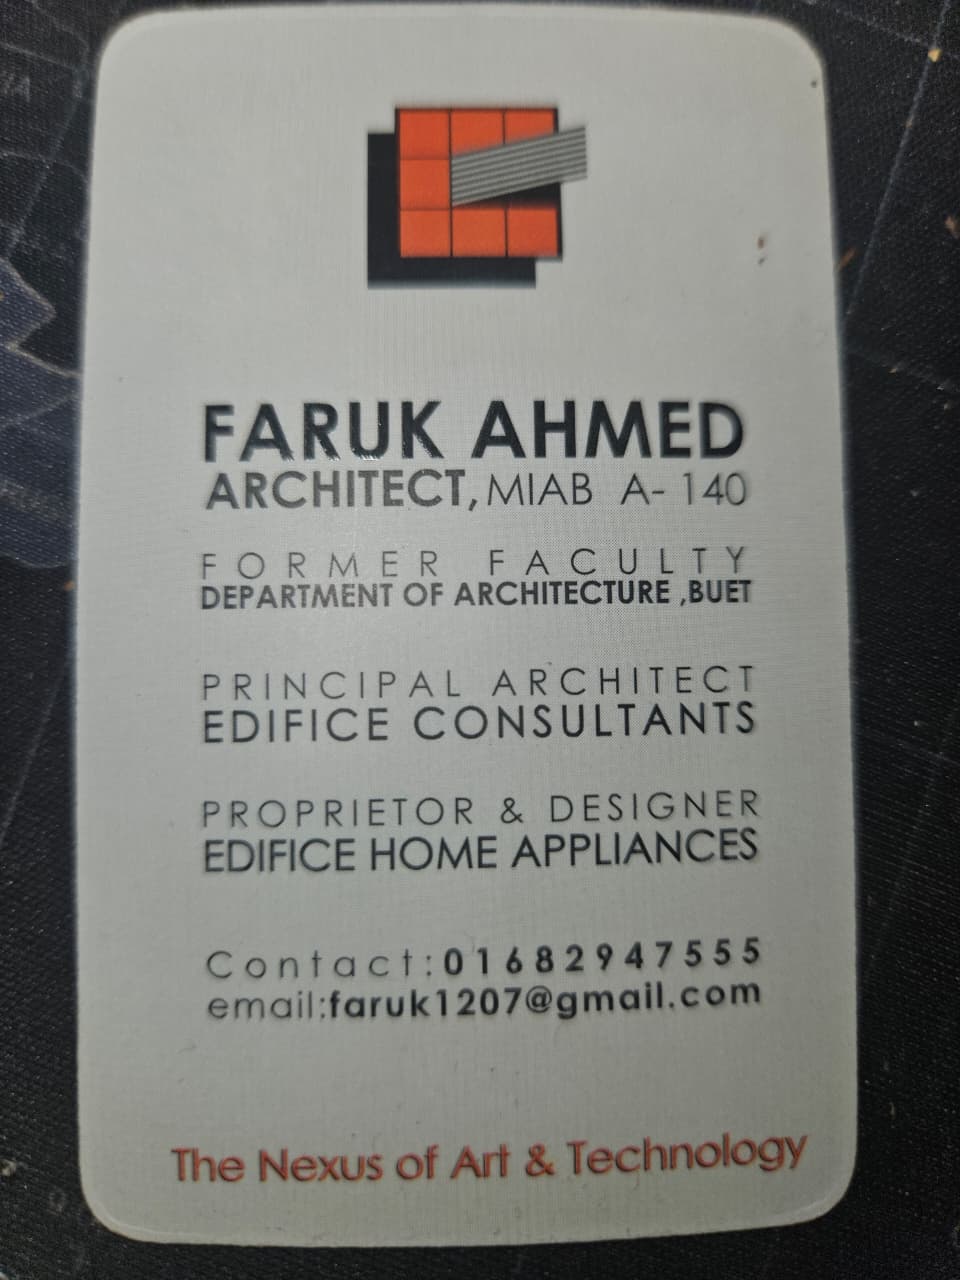 FARUK AHMED
ARCHITECT, MIAB A- 140
FORMER FACULTY
DEPARTMENT OF ARCHITECTURE ,BUET
PRINCIPAL ARCHITECT
EDIFICE CONSULTANTS
PROPRIETOR & DESIGNER
EDIFICE HOME APPLIANCES
Contact:01682947555
email:faruk1207@gmail.com
The Nexus of Art & Technology